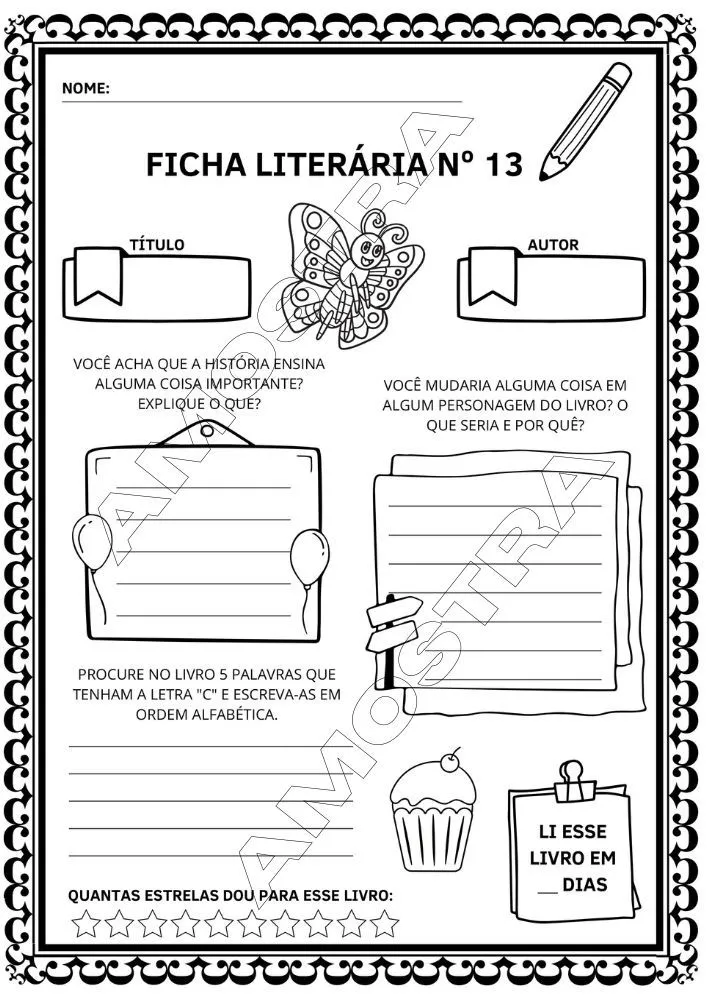 NOME:
FICHA LITERÁRIA Nº 13
TÍTULO
AUTOR
VOCÊ ACHA QUE A HISTÓRIA ENSINA
ALGUMA COISA IMPORTANTE?
EXPLIQUE O QUE?
VOCÊ MUDARIA ALGUMA COISA EM
ALGUM PERSONAGEM DO LIVRO? O
QUE SERIA E POR QUÊ?
PROCURE NO LIVRO 5 PALAVRAS QUE
TENHAM A LETRA "C" E ESCREVA-AS EM
ORDEM ALFABÉTICA.
LI ESSE
LIVRO EM
__ DIAS
QUANTAS ESTRELAS DOU PARA ESSE LIVRO:
AMOSTRA
AMOSTRA